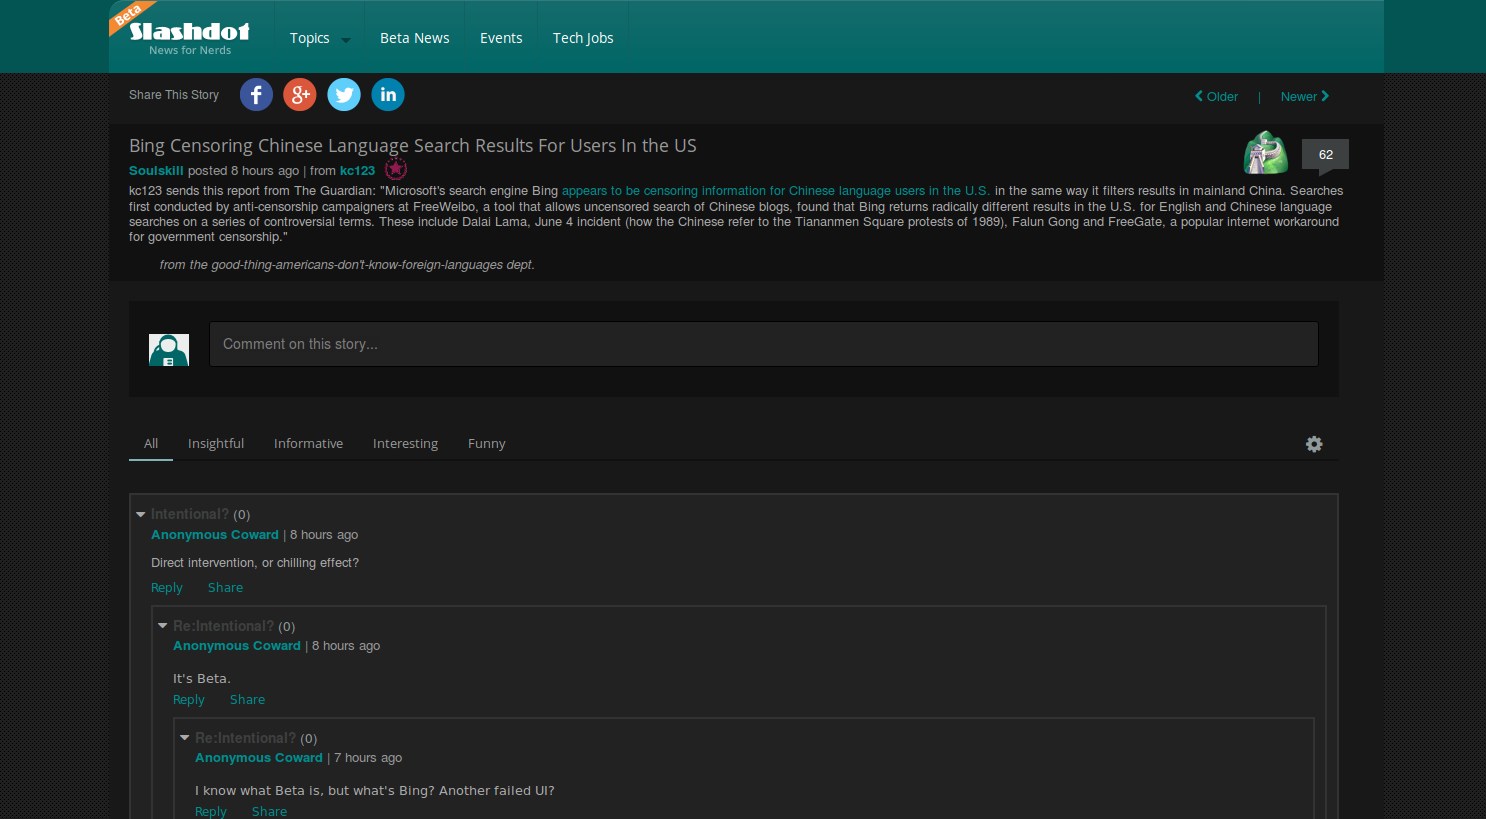 Beta
Slashdot
News for Nerds
Topics
Beta News
Events
Tech Jobs
Share This Story
f
g+
in
Older | Newer
Bing Censoring Chinese Language Search Results For Users In the US
62
Soulskill posted 8 hours ago | from kc123
kc123 sends this report from The Guardian: "Microsoft's search engine Bing appears to be censoring information for Chinese language users in the U.S. in the same way it filters results in mainland China. Searches
first conducted by anti-censorship campaigners at FreeWeibo, a tool that allows uncensored search of Chinese blogs, found that Bing returns radically different results in the U.S. for English and Chinese language
searches on a series of controversial terms. These include Dalai Lama, June 4 incident (how the Chinese refer to the Tiananmen Square protests of 1989), Falun Gong and FreeGate, a popular internet workaround
for government censorship."
from the good-thing-americans-don't-know-foreign-languages dept.
Comment on this story...
All
Insightful
Informative
Interesting
Funny
Intentional? (0)
Anonymous Coward | 8 hours ago
Direct intervention, or chilling effect?
Reply Share
Re:Intentional? (0)
Anonymous Coward | 8 hours ago
It's Beta.
Reply Share
Re:Intentional? (0)
Anonymous Coward | 7 hours ago
I know what Beta is, but what's Bing? Another failed UI?
Reply Share